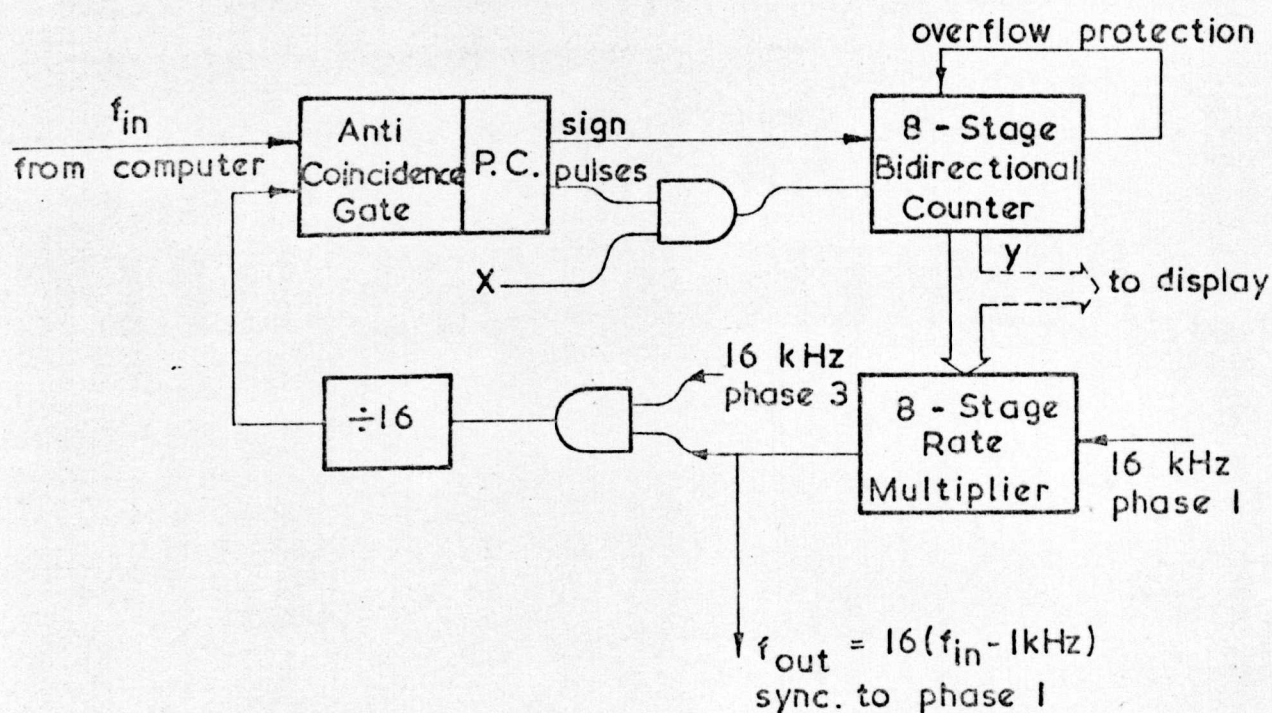 overflow protection
f_in
from computer
Anti
Coincidence
Gate
P.C.
sign
pulses
8 - Stage
Bidirectional
Counter
X
y
to display
16 kHz
phase 3
÷16
8 - Stage
Rate
Multiplier
16 kHz
phase 1
f_out = 16(f_in - 1kHz)
sync. to phase 1